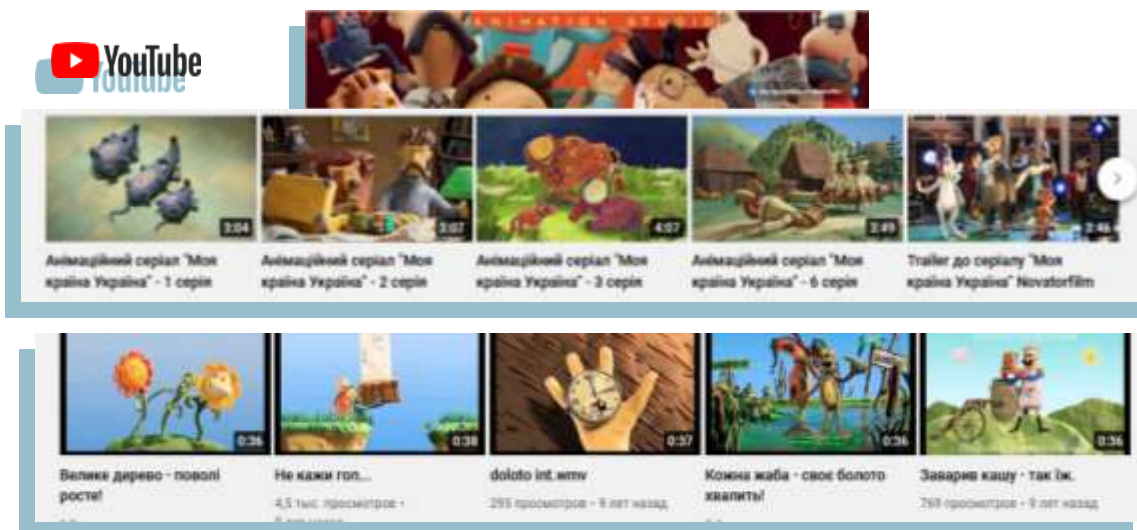 ANIMATION STUDIO
YouTube
YouTube
3:04
3:07
4:07
3:49
3:46
Анімаційний серіал "Моя
країна Україна" - 1 серія
Анімаційний серіал "Моя
країна Україна" - 2 серія
Анімаційний серіал "Моя
країна Україна" - 3 серія
Анімаційний серіал "Моя
країна Україна" - 6 серія
Trailer до серіалу "Моя
країна Україна" Novatorfilm
0:36
0:38
0:37
0:36
0:36
Велике дерево - поволі
росте!
Не кажи гоп...
4,5 тыс. просмотров •
doloto int.wmv
295 просмотров • 9 лет назад
Кожна жаба - своє болото
хвалить!
Заварив кашу - так їж.
769 просмотров • 9 лет назад